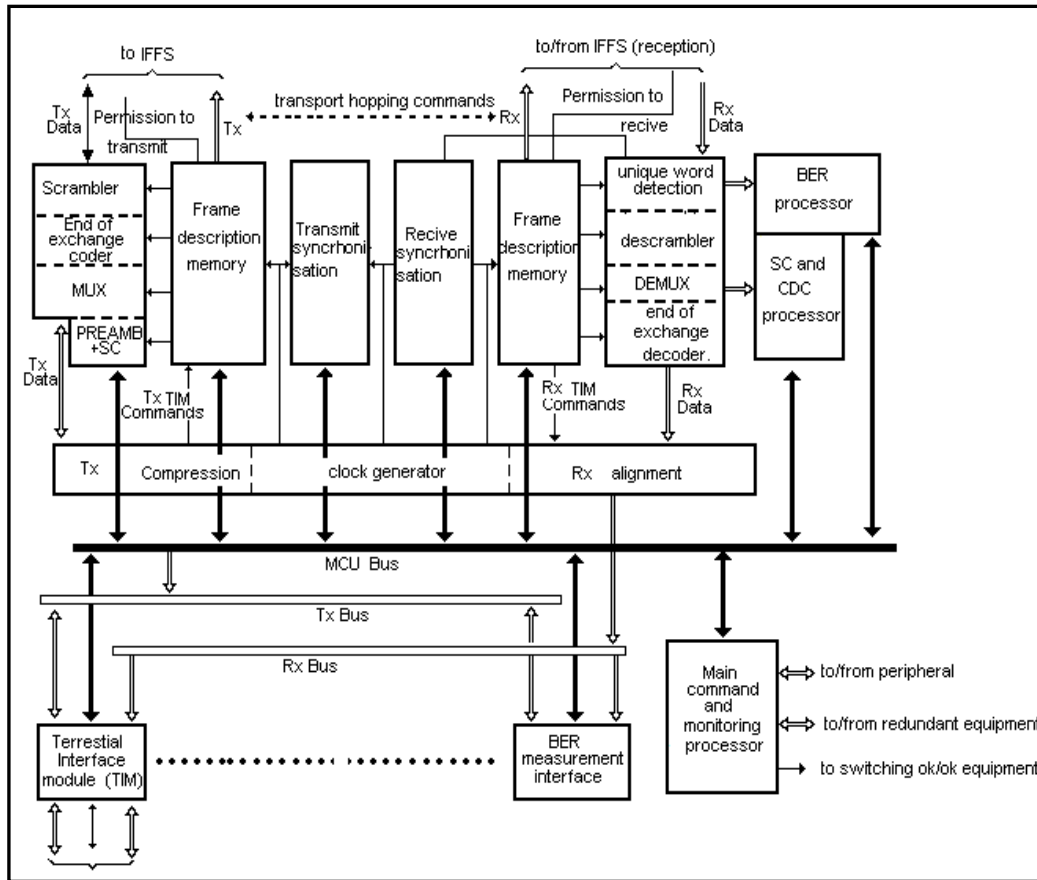 to IFFS
to/from IFFS (reception)
Tx
Data
Permission to
transmit
Tx
transport hopping commands
Rx
Permission to
recive
Rx
Data
Scrambler
End of
exchange
coder
MUX
PREAMB
+SC
Frame
description
memory
Transmit
syncrhoni
sation
Recive
syncrhoni
sation
Frame
description
memory
unique word
detection
descrambler
DEMUX
end of
exchange
decoder.
BER
processor
SC and
CDC
processor
Tx
Data
Tx TIM
Commands
Rx TIM
Commands
Rx
Data
Tx Compression
clock generator
Rx alignment
MCU Bus
Tx Bus
Rx Bus
Terrestial
Interface
module (TIM)
BER
measurement
interface
Main
command
and
monitoring
processor
to/from peripheral
to/from redundant equipment
to switching ok/ok equipment